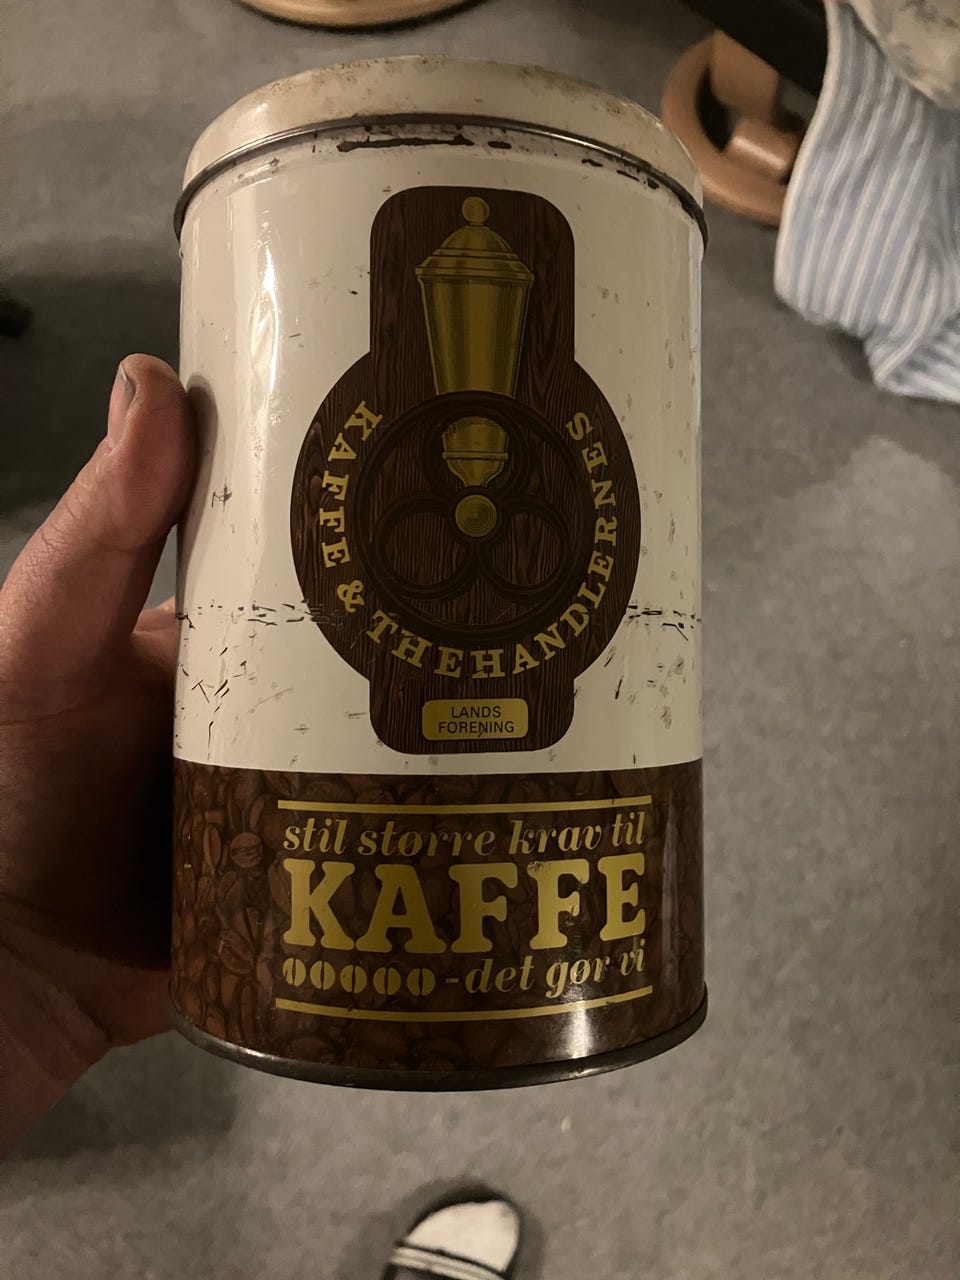 KAFFE & THEHANDLERNES
LANDS
FORENING
stil større krav til
KAFFE
-det gør vi